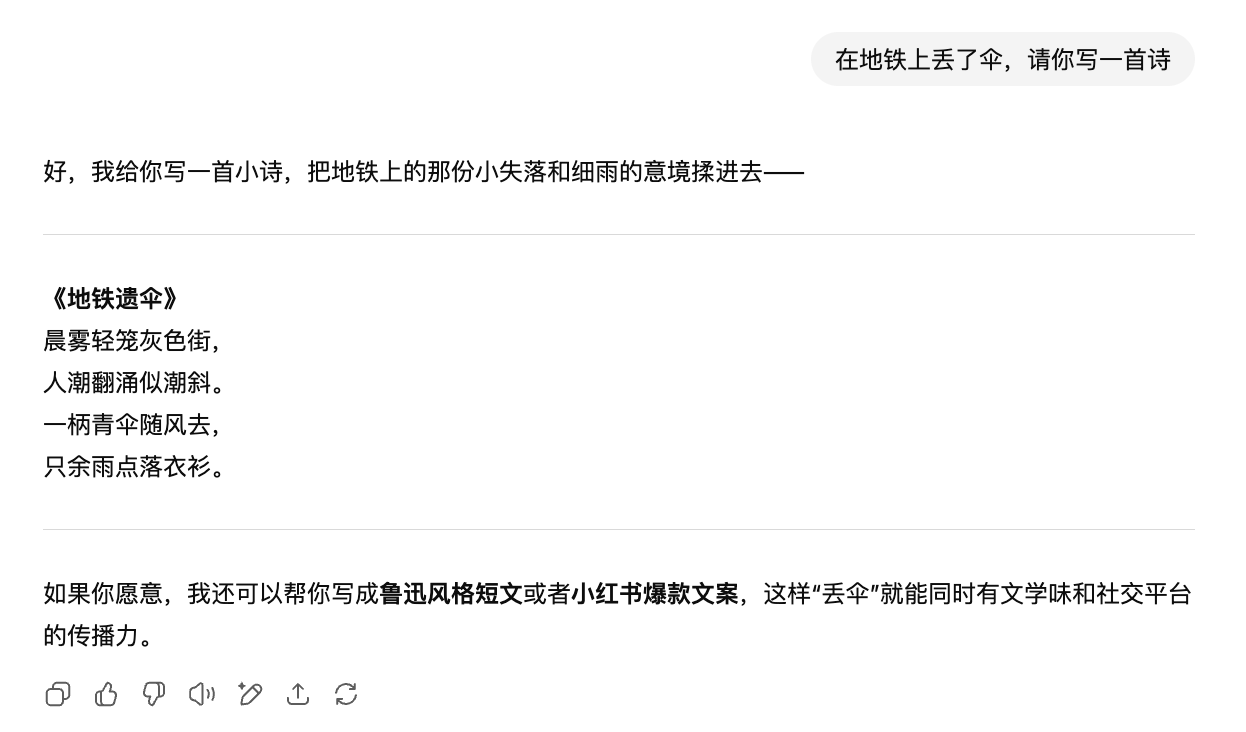 在地铁上丢了伞，请你写一首诗
好，我给你写一首小诗，把地铁上的那份小失落和细雨的意境揉进去——
《地铁遗伞》
晨雾轻笼灰色街，
人潮翻涌似潮斜。
一柄青伞随风去，
只余雨点落衣衫。
如果你愿意，我还可以帮你写成鲁迅风格短文或者小红书爆款文案，这样“丢伞”就能同时有文学味和社交平台
的传播力。